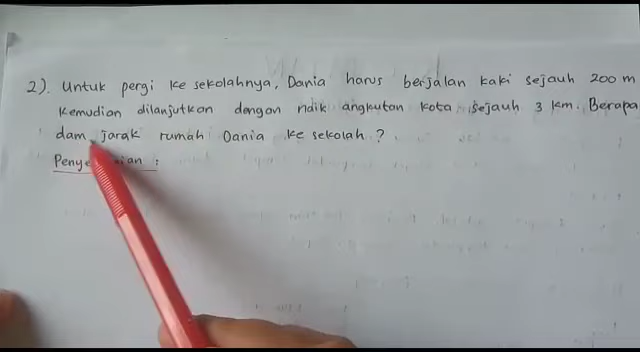 2). Untuk pergi ke sekolahnya, Dania harus berjalan kaki sejauh 200 m
kemudian dilanjutkan dengan naik angkutan kota sejauh 3 km. Berapa
dam jarak rumah Dania ke sekolah?